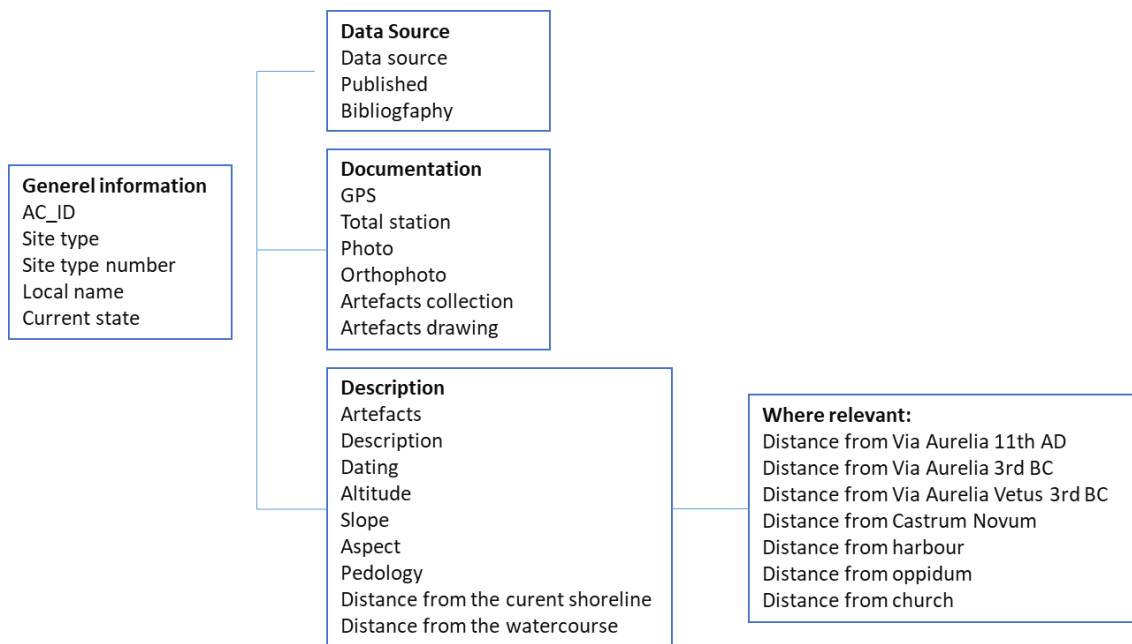 Generel information
AC_ID
Site type
Site type number
Local name
Current state
Data Source
Data source
Published
Bibliogfaphy
Documentation
GPS
Total station
Photo
Orthophoto
Artefacts collection
Artefacts drawing
Description
Artefacts
Description
Dating
Altitude
Slope
Aspect
Pedology
Distance from the curent shoreline
Distance from the watercourse
Where relevant:
Distance from Via Aurelia 11th AD
Distance from Via Aurelia 3rd BC
Distance from Via Aurelia Vetus 3rd BC
Distance from Castrum Novum
Distance from harbour
Distance from oppidum
Distance from church